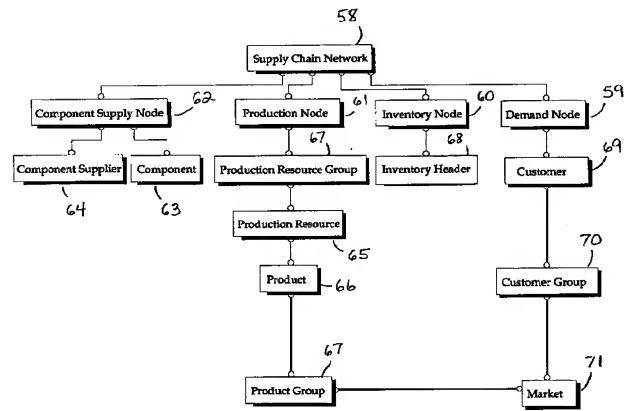 58
Supply Chain Network
62
61
60
59
Component Supply Node
Production Node
Inventory Node
Demand Node
67
68
69
Component Supplier
Component
Production Resource Group
Inventory Header
Customer
64
63
Production Resource
65
70
Product
66
Customer Group
67
71
Product Group
Market